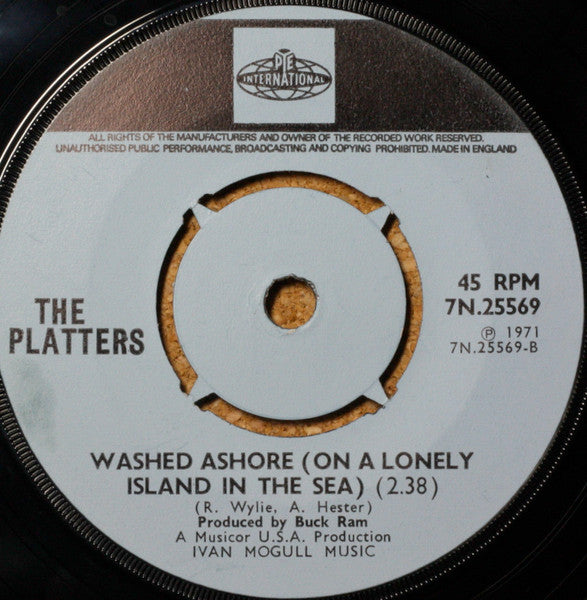 PYE
INTERNATIONAL
ALL RIGHTS OF THE MANUFACTURERS AND OWNER OF THE RECORDED WORK RESERVED.
UNAUTHORISED PUBLIC PERFORMANCE, BROADCASTING AND COPYING PROHIBITED. MADE IN ENGLAND
THE
PLATTERS
45 RPM
7N.25569
Ⓟ 1971
7N.25569-B
WASHED ASHORE (ON A LONELY
ISLAND IN THE SEA) (2.38)
(R. Wylie, A. Hester)
Produced by Buck Ram
A Musicor U.S.A. Production
IVAN MOGULL MUSIC